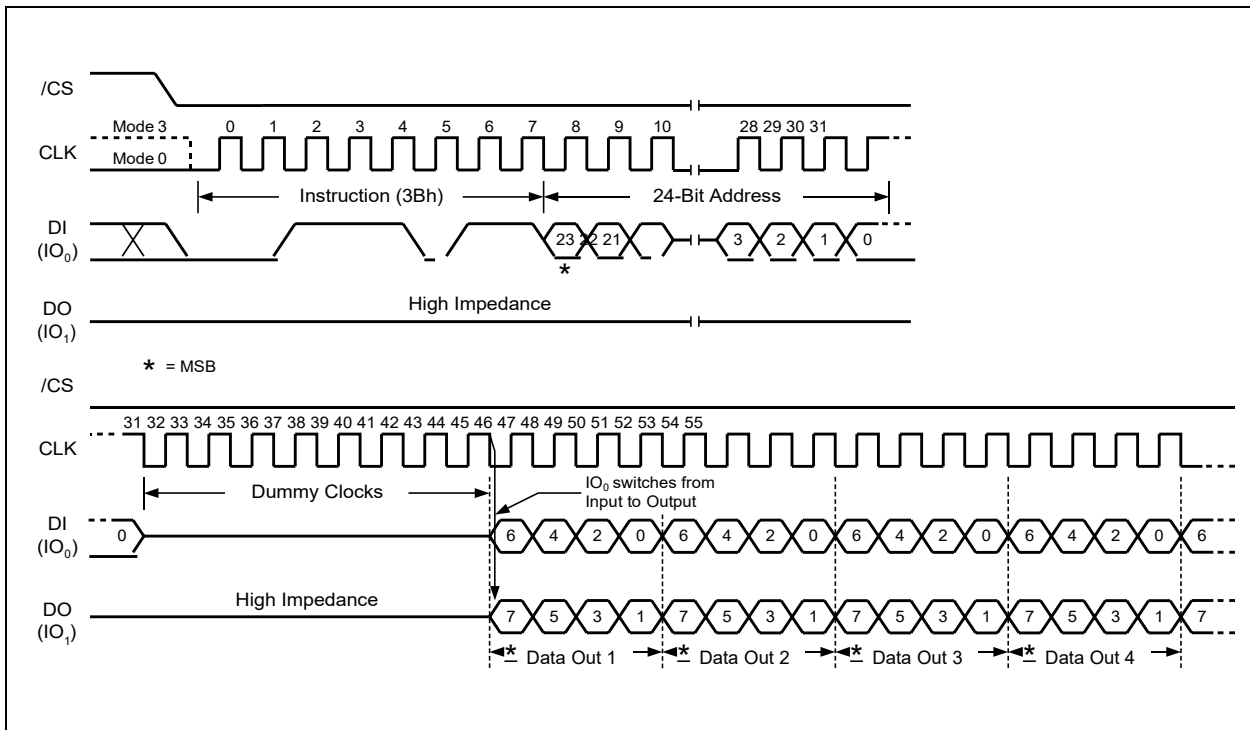 /CS
Mode 3
0 1 2 3 4 5 6 7 8 9 10 28 29 30 31
CLK
Mode 0
Instruction (3Bh) 24-Bit Address
DI
(IO0)
23 22 21 3 2 1 0
*
DO
(IO1)
High Impedance
* = MSB
/CS
31 32 33 34 35 36 37 38 39 40 41 42 43 44 45 46 47 48 49 50 51 52 53 54 55
CLK
Dummy Clocks
IO0 switches from
Input to Output
DI
(IO0)
0 6 4 2 0 6 4 2 0 6 4 2 0 6 4 2 0 6
DO
(IO1)
High Impedance
7 5 3 1 7 5 3 1 7 5 3 1 7 5 3 1 7
* Data Out 1 * Data Out 2 * Data Out 3 * Data Out 4